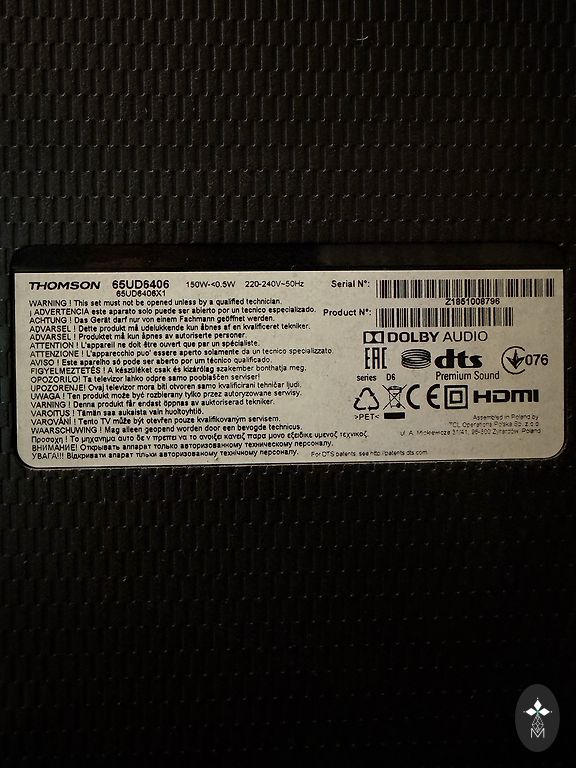 THOMSON 65UD6406 150W-<0.5W 220-240V~50Hz Serial N°:
65UD6406X1
Z1851008796
Product N°:
WARNING ! This set must not be opened unless by a qualified technician.
¡ ADVERTENCIA este aparato solo puede ser abierto por un tecnico especializado.
ACHTUNG ! Das Gerät darf nur von einem Fachmann geöffnet werden.
ADVARSEL ! Dette produkt må udelukkende kun åbnes af en kvalificeret tekniker.
ADVARSEL ! Produktet må kun åpnes av autoriserte personer.
ATTENTION ! L'appareil ne doit être ouvert que par un spécialiste.
ATTENZIONE ! L'apparecchio puo' essere aperto solamente da un tecnico specializzato.
AVISO ! Este aparelho só pode ser aberto por um técnico qualificado.
FIGYELMEZTETÉS ! A készüléket csak és kizárólag szakember bonthatja meg.
OPOZORILO! Ta televizor lahko odpre samo pooblaščen serviser!
UPOZORENJE! Ovaj televizor mora biti otvoren samo kvalificirani tehničar ljudi.
UWAGA ! Ten produkt może być rozbierany tylko przez autoryzowane serwisy.
VARNING ! Denna produkt får endast öppnas av auktoriserad tekniker.
VAROITUS ! Tämän saa aukaista vain huoltoyhtiö.
VAROVÁNÍ ! Tento TV může být otevřen pouze kvalifikovaným servisem.
WAARSCHUWING ! Mag alleen geopend worden door een bevoegde technicus.
Προσοχή ! Το μηχάνημα αυτό δεν πρέπει να το ανοίξει κανείς παρά μόνο εξειδικευμένος τεχνικός.
ВНИМАНИЕ! Открывать аппарат только авторизованному техническому персоналу.
УВАГА!!! Відкривати апарат тільки авторизованому технічному персоналу.
DOLBY AUDIO
EAC dts 076
series D6 Premium Sound
CE HDMI
>PET<
Assembled in Poland by
TCL Operations Polska Sp. z.o.o
ul. A. Mickiewicza 31/41, 96-300 Żyrardów, Poland
For DTS patents, see http://patents.dts.com.
M